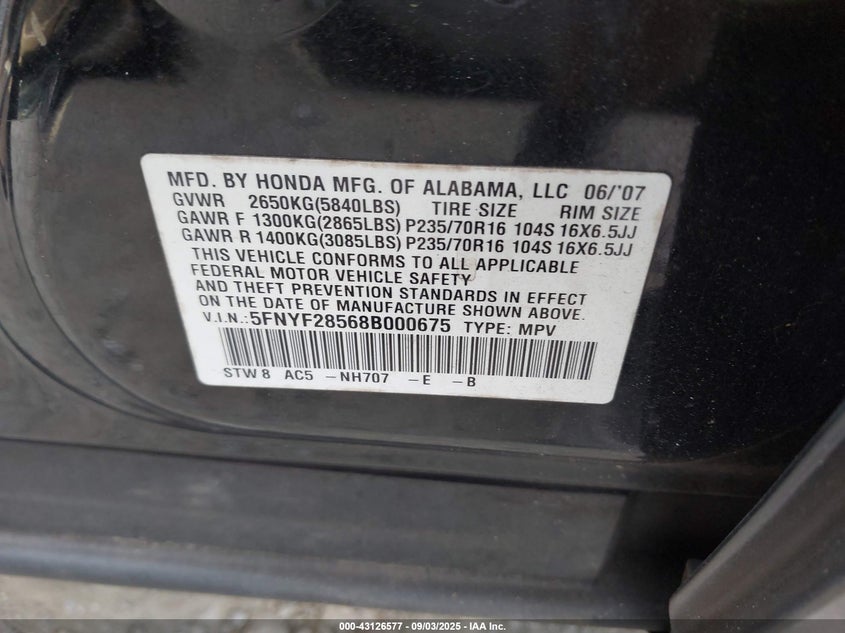 MFD. BY HONDA MFG. OF ALABAMA, LLC 06/'07
GVWR 2650KG(5840LBS) TIRE SIZE RIM SIZE
GAWR F 1300KG(2865LBS) P235/70R16 104S 16X6.5JJ
GAWR R 1400KG(3085LBS) P235/70R16 104S 16X6.5JJ
THIS VEHICLE CONFORMS TO ALL APPLICABLE
FEDERAL MOTOR VEHICLE SAFETY
AND THEFT PREVENTION STANDARDS IN EFFECT
ON THE DATE OF MANUFACTURE SHOWN ABOVE.
V.I.N.:5FNYF28568B000675 TYPE: MPV
STW 8 AC5 -NH707 -E -B
000-43126577 - 09/03/2025 - IAA Inc.